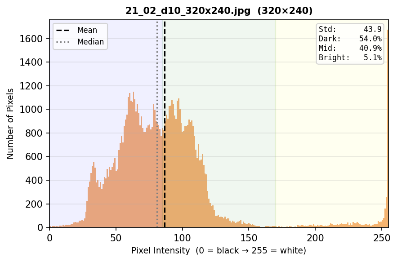 21_02_d10_320x240.jpg  (320×240)
Number of Pixels
1600
1400
1200
1000
800
600
400
200
0
Mean
Median
Std: 43.9
Dark: 54.0%
Mid: 40.9%
Bright: 5.1%
0 50 100 150 200 250
Pixel Intensity  (0 = black → 255 = white)